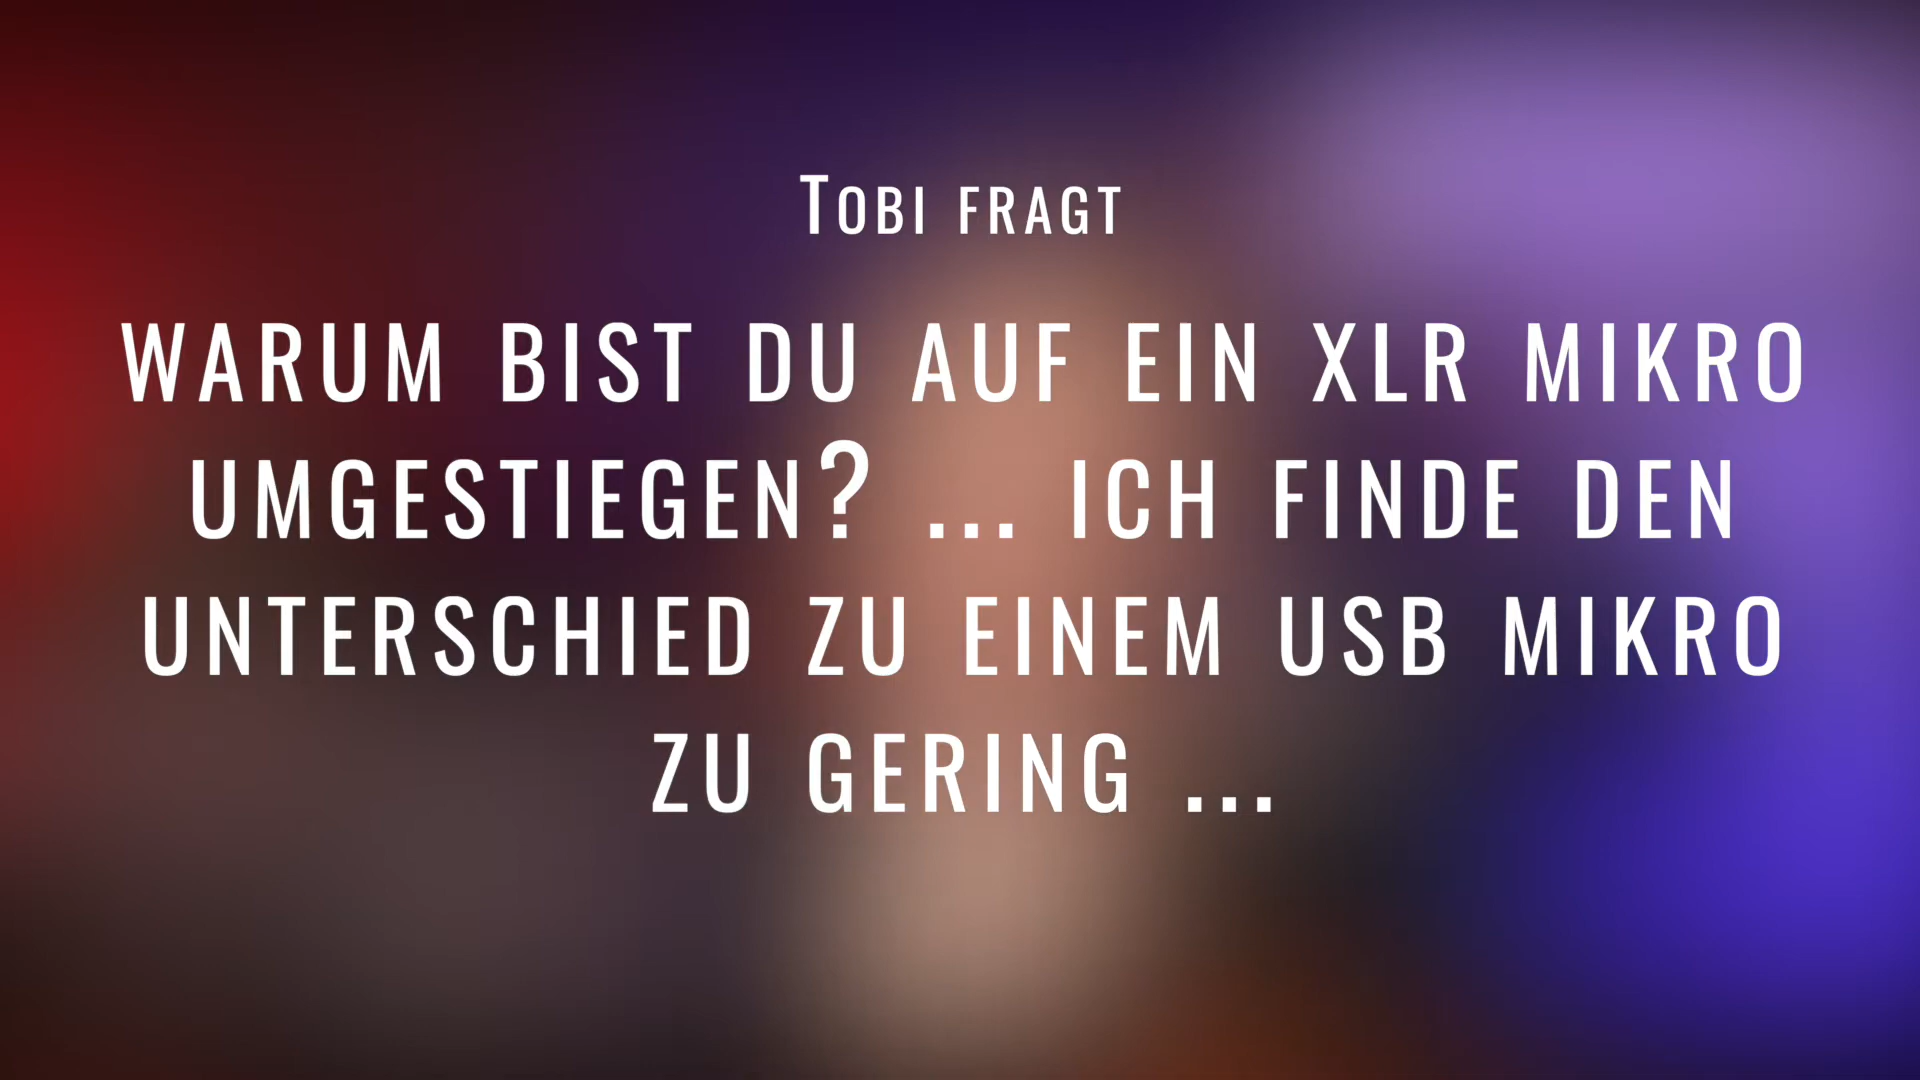 Tobi fragt
warum bist du auf ein xlr mikro
umgestiegen? ... ich finde den
unterschied zu einem usb mikro
zu gering ...